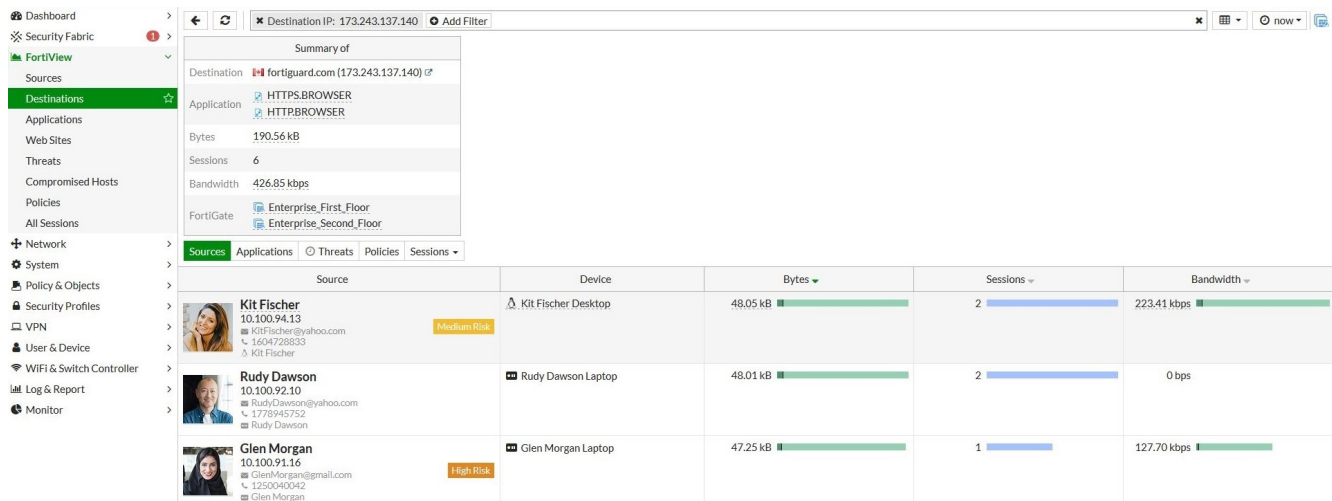 Dashboard
Security Fabric 1
FortiView
Sources
Destinations
Applications
Web Sites
Threats
Compromised Hosts
Policies
All Sessions
Network
System
Policy & Objects
Security Profiles
VPN
User & Device
WiFi & Switch Controller
Log & Report
Monitor
Destination IP: 173.243.137.140 Add Filter
now
Summary of
Destination fortiguard.com (173.243.137.140)
Application HTTPS.BROWSER
HTTP.BROWSER
Bytes 190.56 kB
Sessions 6
Bandwidth 426.85 kbps
FortiGate Enterprise_First_Floor
Enterprise_Second_Floor
Sources Applications Threats Policies Sessions
Source Device Bytes Sessions Bandwidth
Kit Fischer Kit Fischer Desktop 48.05 kB 2 223.41 kbps
10.100.94.13
KitFischer@yahoo.com Medium Risk
1604728833
Kit Fischer
Rudy Dawson Rudy Dawson Laptop 48.01 kB 2 0 bps
10.100.92.10
RudyDawson@yahoo.com
1778945752
Rudy Dawson
Glen Morgan Glen Morgan Laptop 47.25 kB 1 127.70 kbps
10.100.91.16
GlenMorgan@gmail.com High Risk
1250040042
Glen Morgan